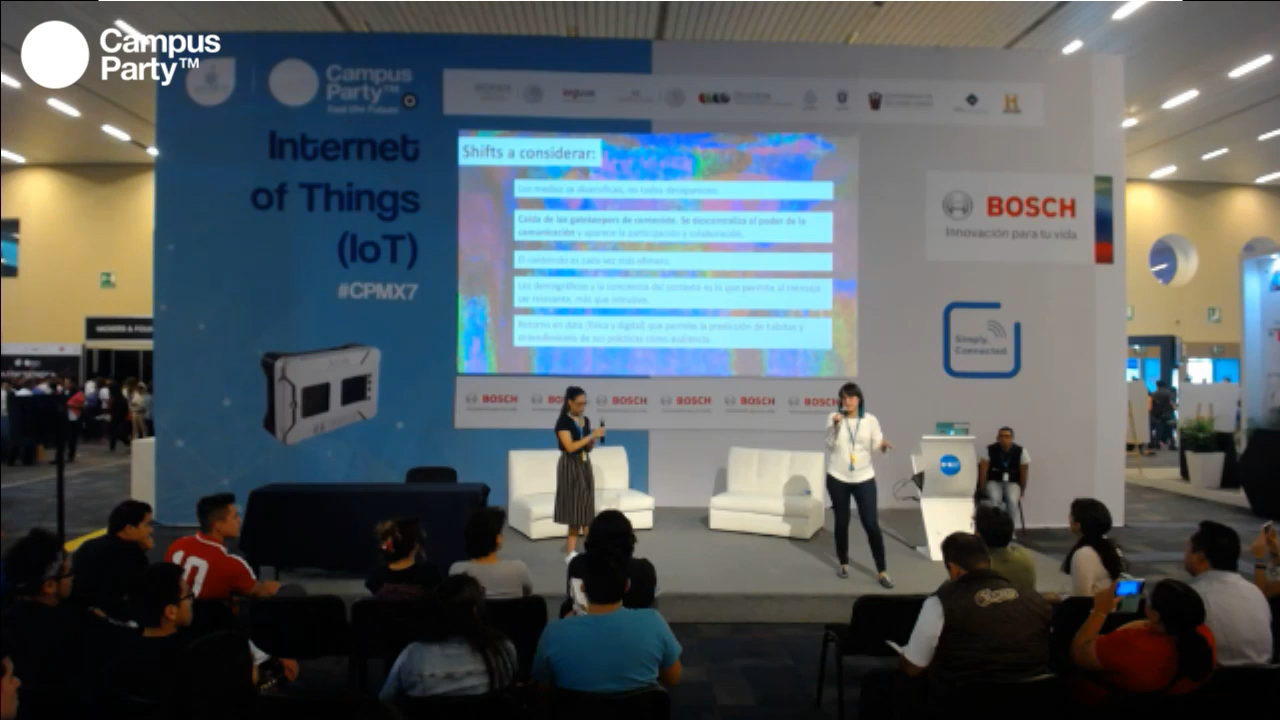 Campus
Party™
Campus
Party™
Feel the Future
Internet
of Things
(IoT)
#CPMX7
Shifts a considerar:
Los medios se diversifican, no todos desaparecen.
Caída de los gatekeepers de contenido. Se descentraliza el poder de la
comunicación y aparece la participación y colaboración.
El contenido es cada vez más efímero.
Los demográficos y la conciencia del contexto es lo que permite al mensaje
ser relevante, más que intrusivo.
Retorno en data (física y digital) que permite la predicción de hábitos y
entendimiento de sus prácticas como audiencia.
BOSCH
Innovación para tu vida
Simply.
Connected.
BOSCH
BO
BOSCH
BOSCH
BOSCH
BOSCH
H
10